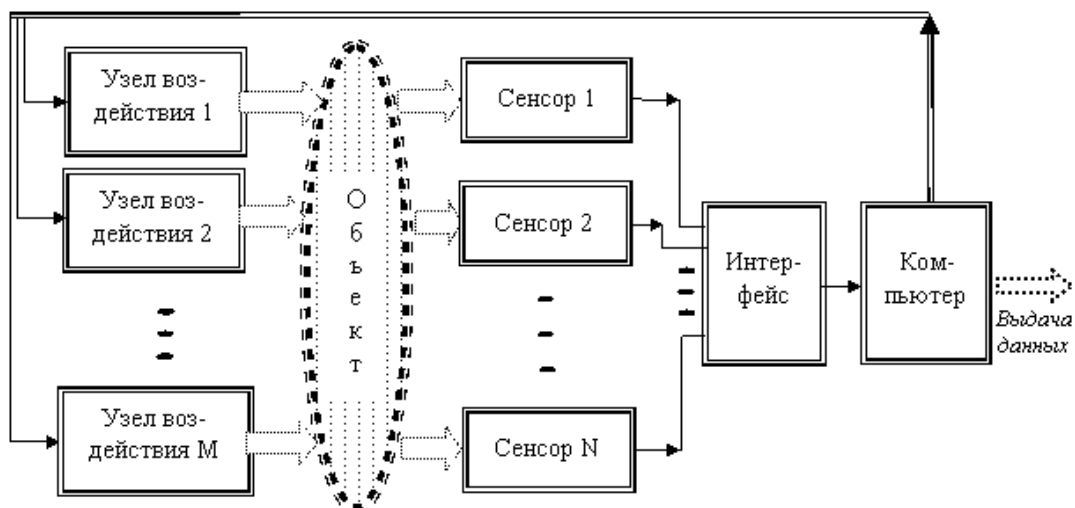 Узел воз-
действия 1
Сенсор 1
Узел воз-
действия 2
Сенсор 2
О
б
ъ
е
к
т
Интер-
фейс
Ком-
пьютер
Выдача
данных
Узел воз-
действия М
Сенсор N